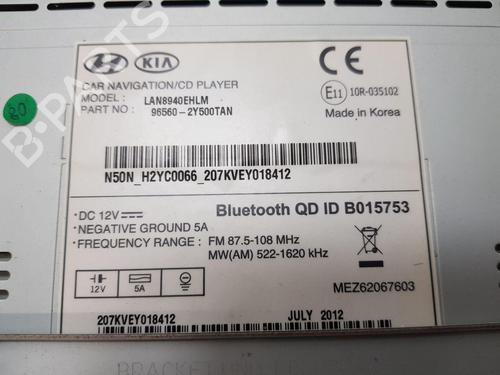 KIA
CE
CAR NAVIGATION/CD PLAYER
MODEL : LAN8940EHLM
PART NO : 96560-2Y500TAN
E11 10R-035102
Made in Korea
N50N_H2YC0066_207KVEY018412
*DC 12V
*NEGATIVE GROUND 5A
*FREQUENCY RANGE : FM 87.5-108 MHz
MW(AM) 522-1620 kHz
Bluetooth QD ID B015753
12V 5A
MEZ62067603
207KVEY018412
JULY 2012
B-PARTS
80